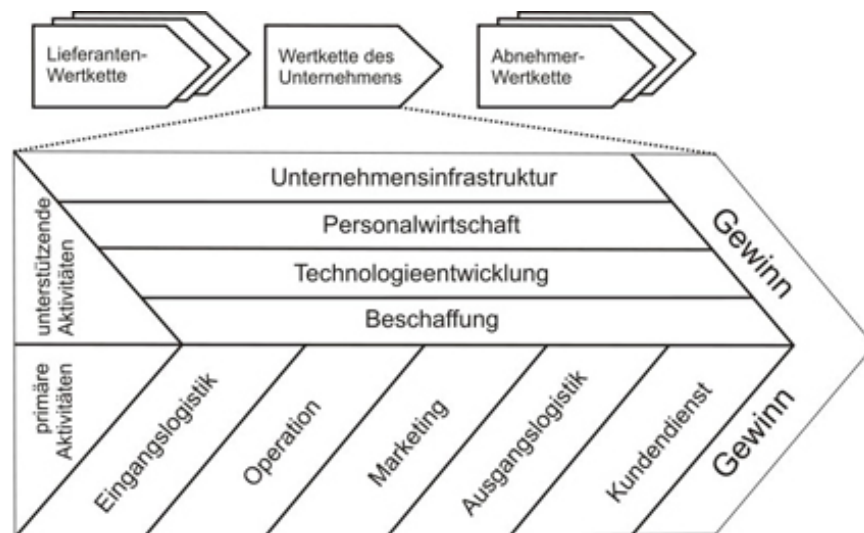 Lieferanten-
Wertkette
Wertkette des
Unternehmens
Abnehmer-
Wertkette
unterstützende
Aktivitäten
Unternehmensinfrastruktur
Personalwirtschaft
Technologieentwicklung
Beschaffung
Gewinn
primäre
Aktivitäten
Eingangslogistik
Operation
Marketing
Ausgangslogistik
Kundendienst
Gewinn